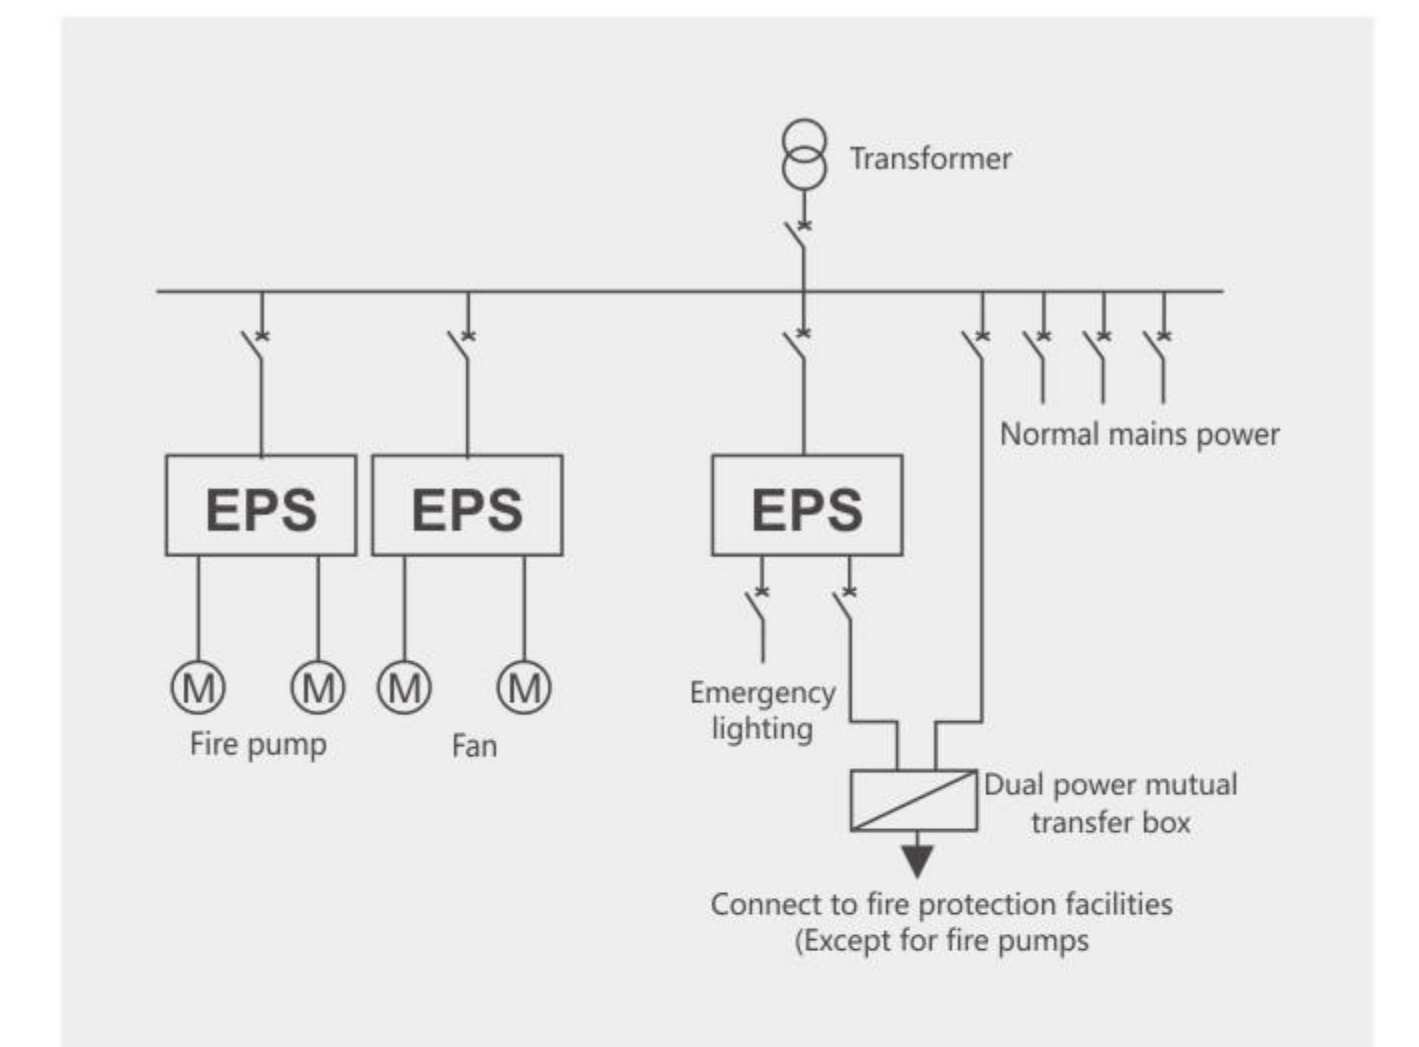 Transformer
Normal mains power
EPS
EPS
EPS
M
M
M
M
Fire pump
Fan
Emergency
lighting
Dual power mutual
transfer box
Connect to fire protection facilities
(Except for fire pumps